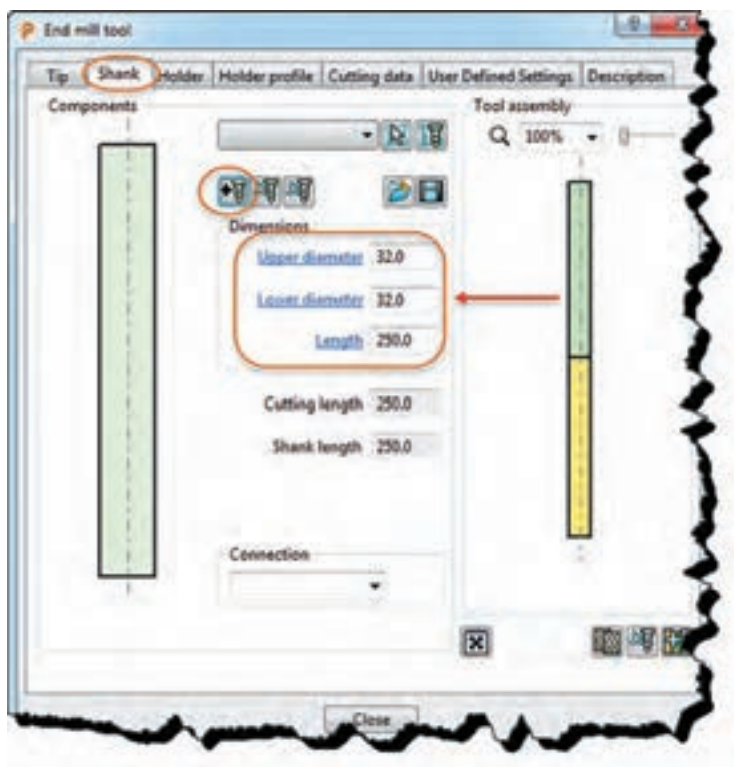 End mill tool
Tip Shank Holder Holder profile Cutting data User Defined Settings Description
Components
Tool assembly
100%
Dimensions
Upper diameter 32.0
Lower diameter 32.0
Length 250.0
Cutting length 250.0
Shank length 250.0
Connection
Close